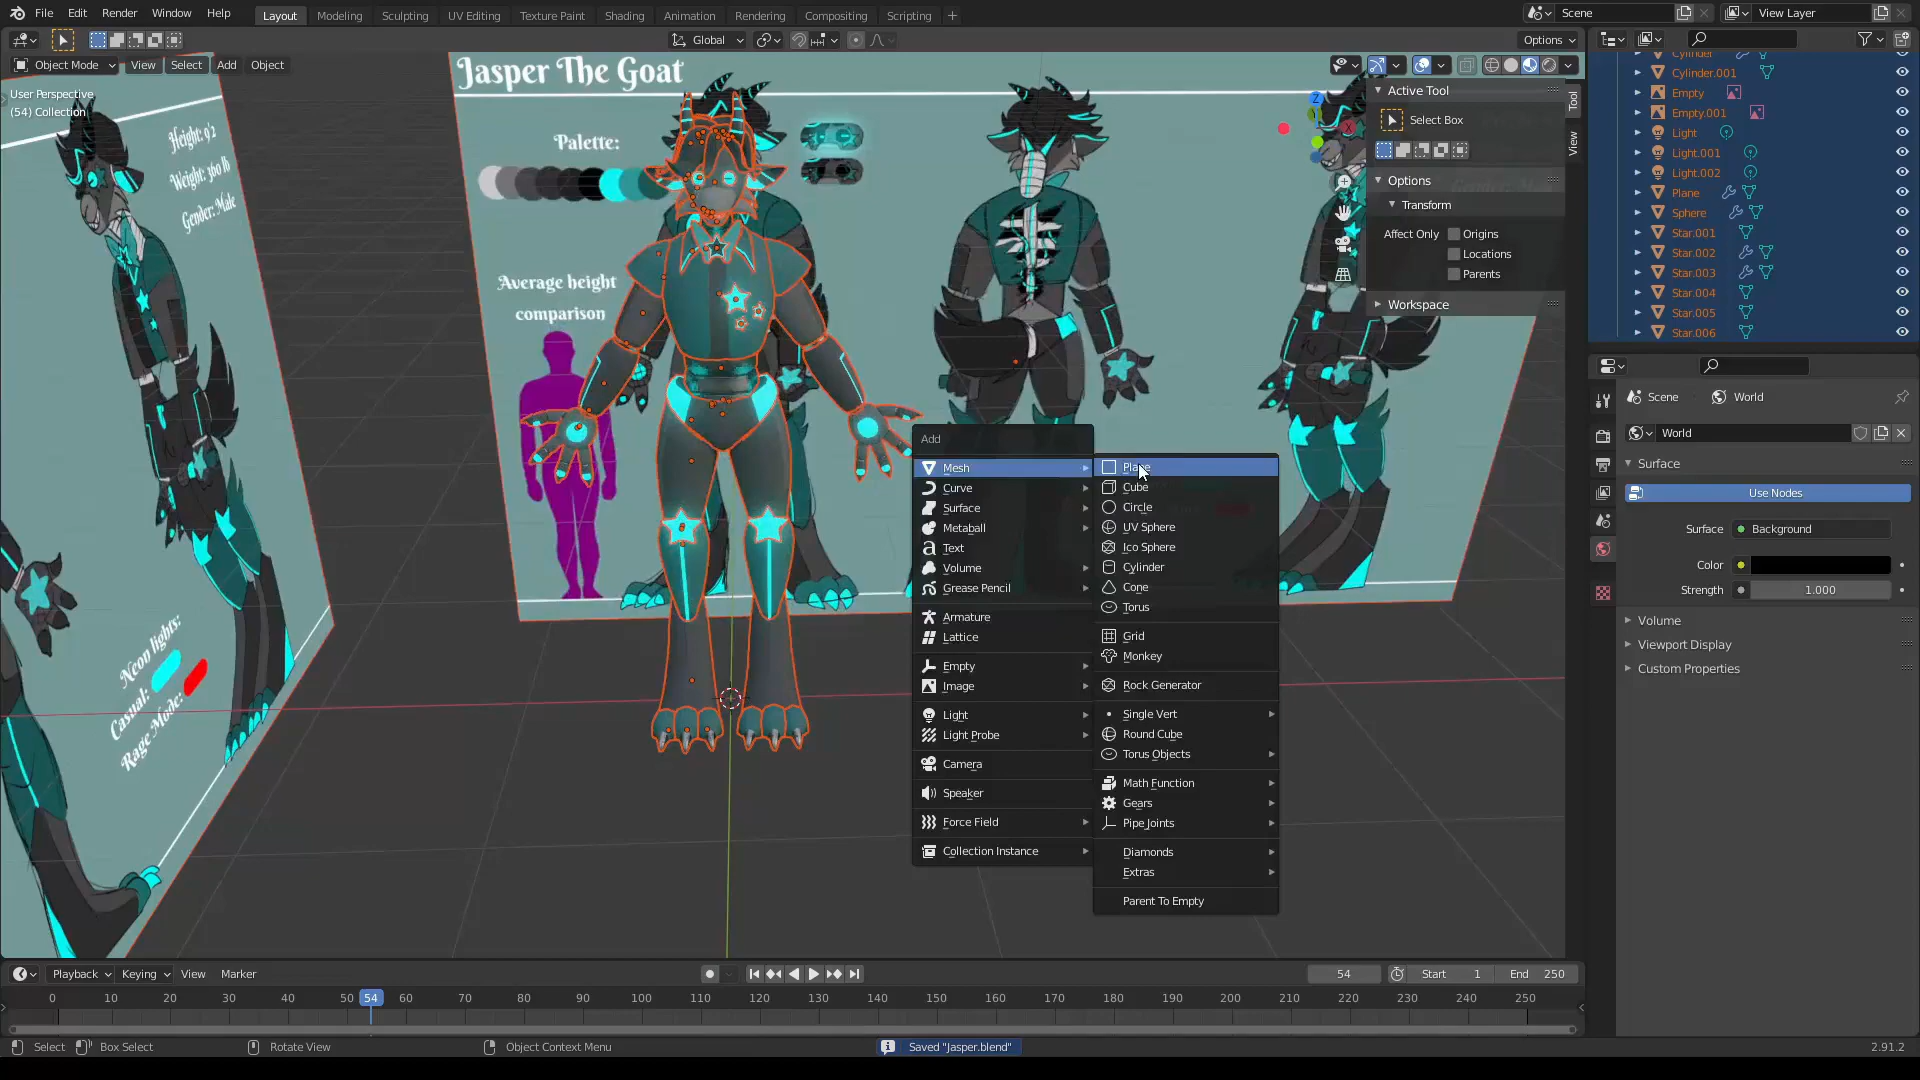 File Edit Render Window Help
Layout Modeling Sculpting UV Editing Texture Paint Shading Animation Rendering Compositing Scripting +
Scene
View Layer
Global
Options
Object Mode View Select Add Object
User Perspective
(54) Collection
Jasper The Goat
Palette:
Average height
comparison
Height: 9'2
Weight: 360 lb
Gender: Male
Neon lights:
Casual:
Rage Mode:
Active Tool
Select Box
Options
Transform
Affect Only Origins
Locations
Parents
Workspace
Tool
View
Z
X
Add
Mesh
Curve
Surface
Metaball
Text
Volume
Grease Pencil
Armature
Lattice
Empty
Image
Light
Light Probe
Camera
Speaker
Force Field
Collection Instance
Plane
Cube
Circle
UV Sphere
Ico Sphere
Cylinder
Cone
Torus
Grid
Monkey
Rock Generator
Single Vert
Round Cube
Torus Objects
Math Function
Gears
Pipe Joints
Diamonds
Extras
Parent To Empty
Cylinder
Cylinder.001
Empty
Empty.001
Light
Light.001
Light.002
Plane
Sphere
Star.001
Star.002
Star.003
Star.004
Star.005
Star.006
Scene World
World
Surface
Use Nodes
Surface Background
Color
Strength 1.000
Volume
Viewport Display
Custom Properties
Playback Keying View Marker
54 Start 1 End 250
0 10 20 30 40 50 54 60 70 80 90 100 110 120 130 140 150 160 170 180 190 200 210 220 230 240 250
Select Box Select Rotate View Object Context Menu Saved "Jasper.blend" 2.91.2